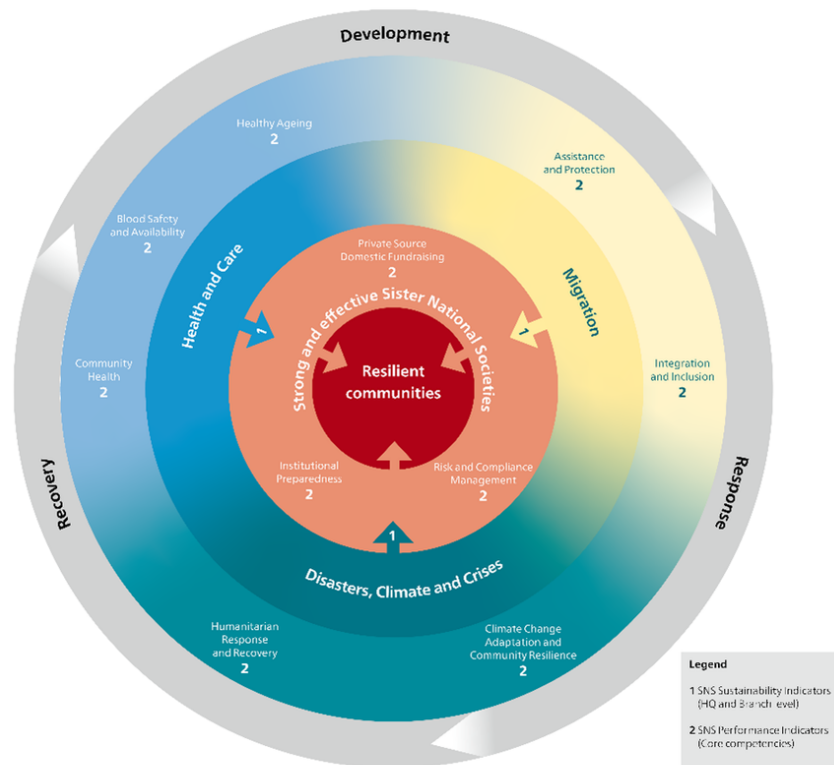 Development
Healthy Ageing
2
Assistance
and Protection
2
Blood Safety
and Availability
2
Private Source
Domestic Fundraising
2
Health and Care
Migration
Strong and effective Sister National Societies
1
1
Resilient
communities
Community
Health
2
Integration
and Inclusion
2
Institutional
Preparedness
2
Risk and Compliance
Management
2
Recovery
Response
1
Disasters, Climate and Crises
Humanitarian
Response
and Recovery
2
Climate Change
Adaptation and
Community Resilience
2
Legend
1 SNS Sustainability Indicators
(HQ and Branch level)
2 SNS Performance Indicators
(Core competencies)